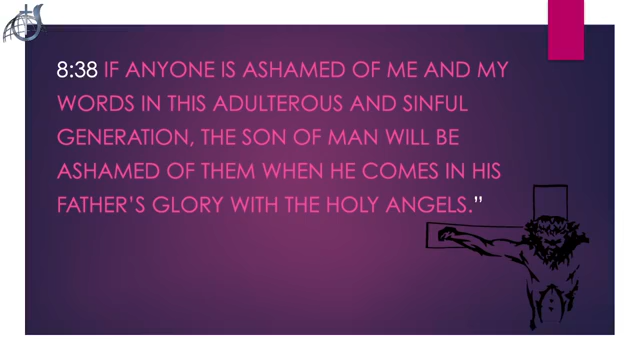 8:38 IF ANYONE IS ASHAMED OF ME AND MY
WORDS IN THIS ADULTEROUS AND SINFUL
GENERATION, THE SON OF MAN WILL BE
ASHAMED OF THEM WHEN HE COMES IN HIS
FATHER’S GLORY WITH THE HOLY ANGELS.”